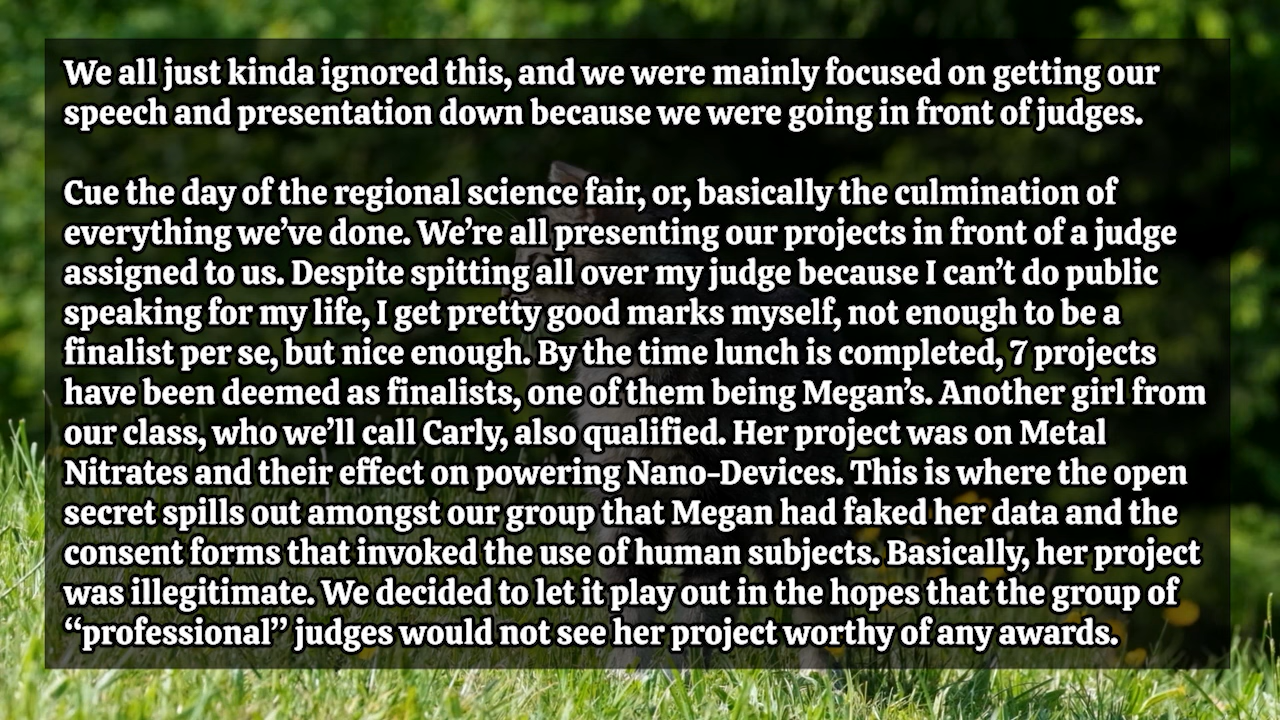 We all just kinda ignored this, and we were mainly focused on getting our
speech and presentation down because we were going in front of judges.
Cue the day of the regional science fair, or, basically the culmination of
everything we’ve done. We’re all presenting our projects in front of a judge
assigned to us. Despite spitting all over my judge because I can’t do public
speaking for my life, I get pretty good marks myself, not enough to be a
finalist per se, but nice enough. By the time lunch is completed, 7 projects
have been deemed as finalists, one of them being Megan’s. Another girl from
our class, who we’ll call Carly, also qualified. Her project was on Metal
Nitrates and their effect on powering Nano-Devices. This is where the open
secret spills out amongst our group that Megan had faked her data and the
consent forms that invoked the use of human subjects. Basically, her project
was illegitimate. We decided to let it play out in the hopes that the group of
“professional” judges would not see her project worthy of any awards.